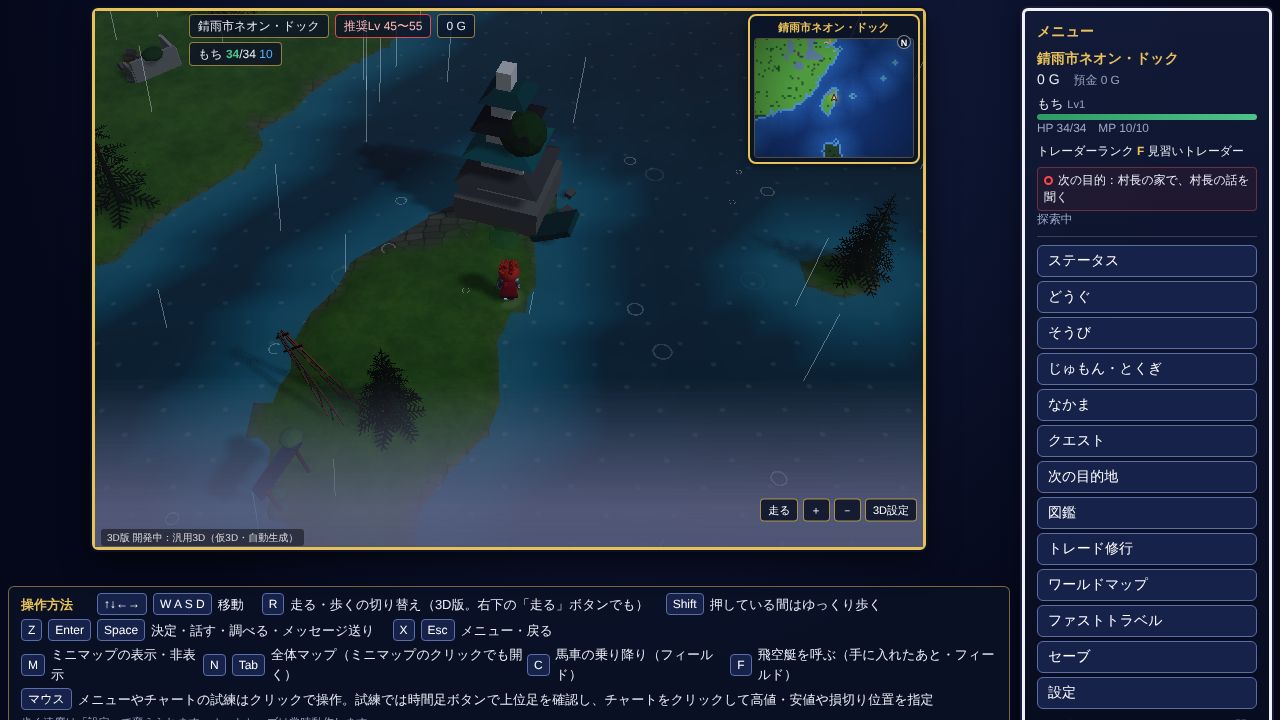 錆雨市ネオン・ドック
推奨Lv 45〜55
0 G
もち 34/34 10
錆雨市ネオン・ドック
N
走る
＋
－
3D設定
3D版 開発中：汎用3D（仮3D・自動生成）
メニュー
錆雨市ネオン・ドック
0 G 預金 0 G
もち Lv1
HP 34/34 MP 10/10
トレーダーランク F 見習いトレーダー
次の目的：村長の家で、村長の話を
聞く
探索中
ステータス
どうぐ
そうび
じゅもん・とくぎ
なかま
クエスト
次の目的地
図鑑
トレード修行
ワールドマップ
ファストトラベル
セーブ
設定
操作方法 ↑↓←→ W A S D 移動 R 走る・歩くの切り替え（3D版。右下の「走る」ボタンでも） Shift 押している間はゆっくり歩く
Z Enter Space 決定・話す・調べる・メッセージ送り X Esc メニュー・戻る
M ミニマップの表示・非表示 N Tab 全体マップ（ミニマップのクリックでも開く） C 馬車の乗り降り（フィールド） F 飛空艇を呼ぶ（手に入れたあと・フィールド）
マウス メニューやチャートの試練はクリックで操作。試練では時間足ボタンで上位足を確認し、チャートをクリックして高値・安値や損切り位置を指定